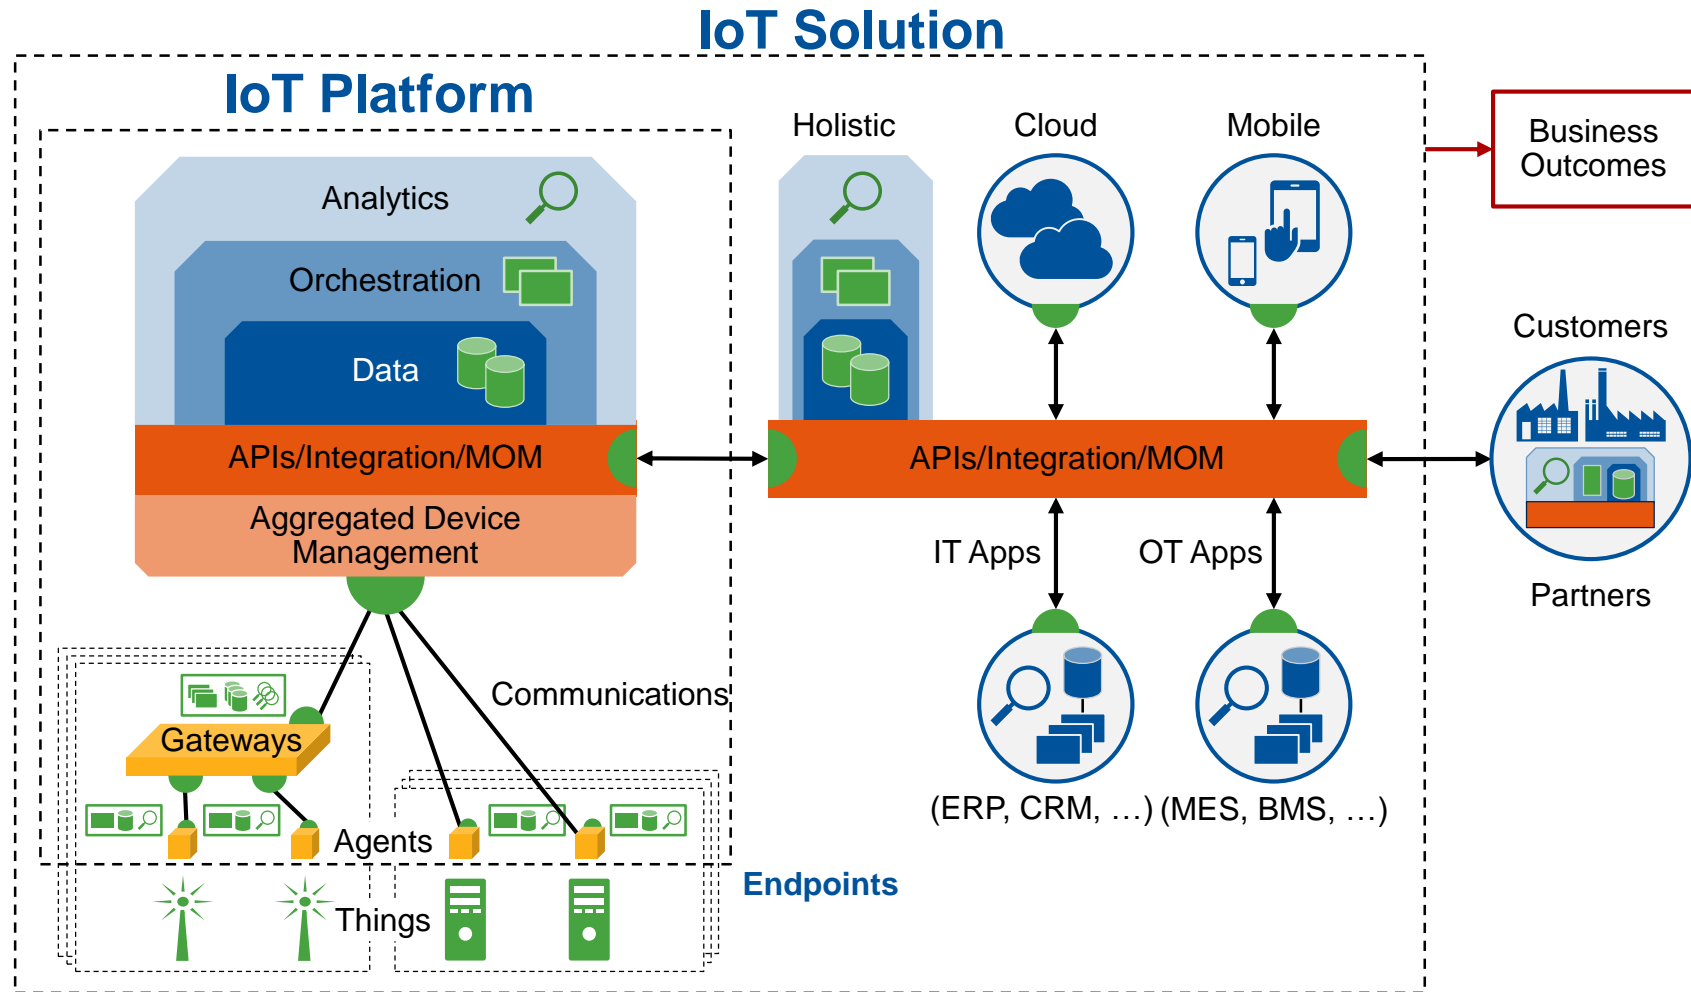 IoT Solution
IoT Platform
Holistic
Cloud
Mobile
Business
Outcomes
Analytics
Orchestration
Data
Customers
APIs/Integration/MOM
APIs/Integration/MOM
Aggregated Device
Management
IT Apps
OT Apps
Partners
Communications
Gateways
(ERP, CRM, …)
(MES, BMS, …)
Agents
Endpoints
Things